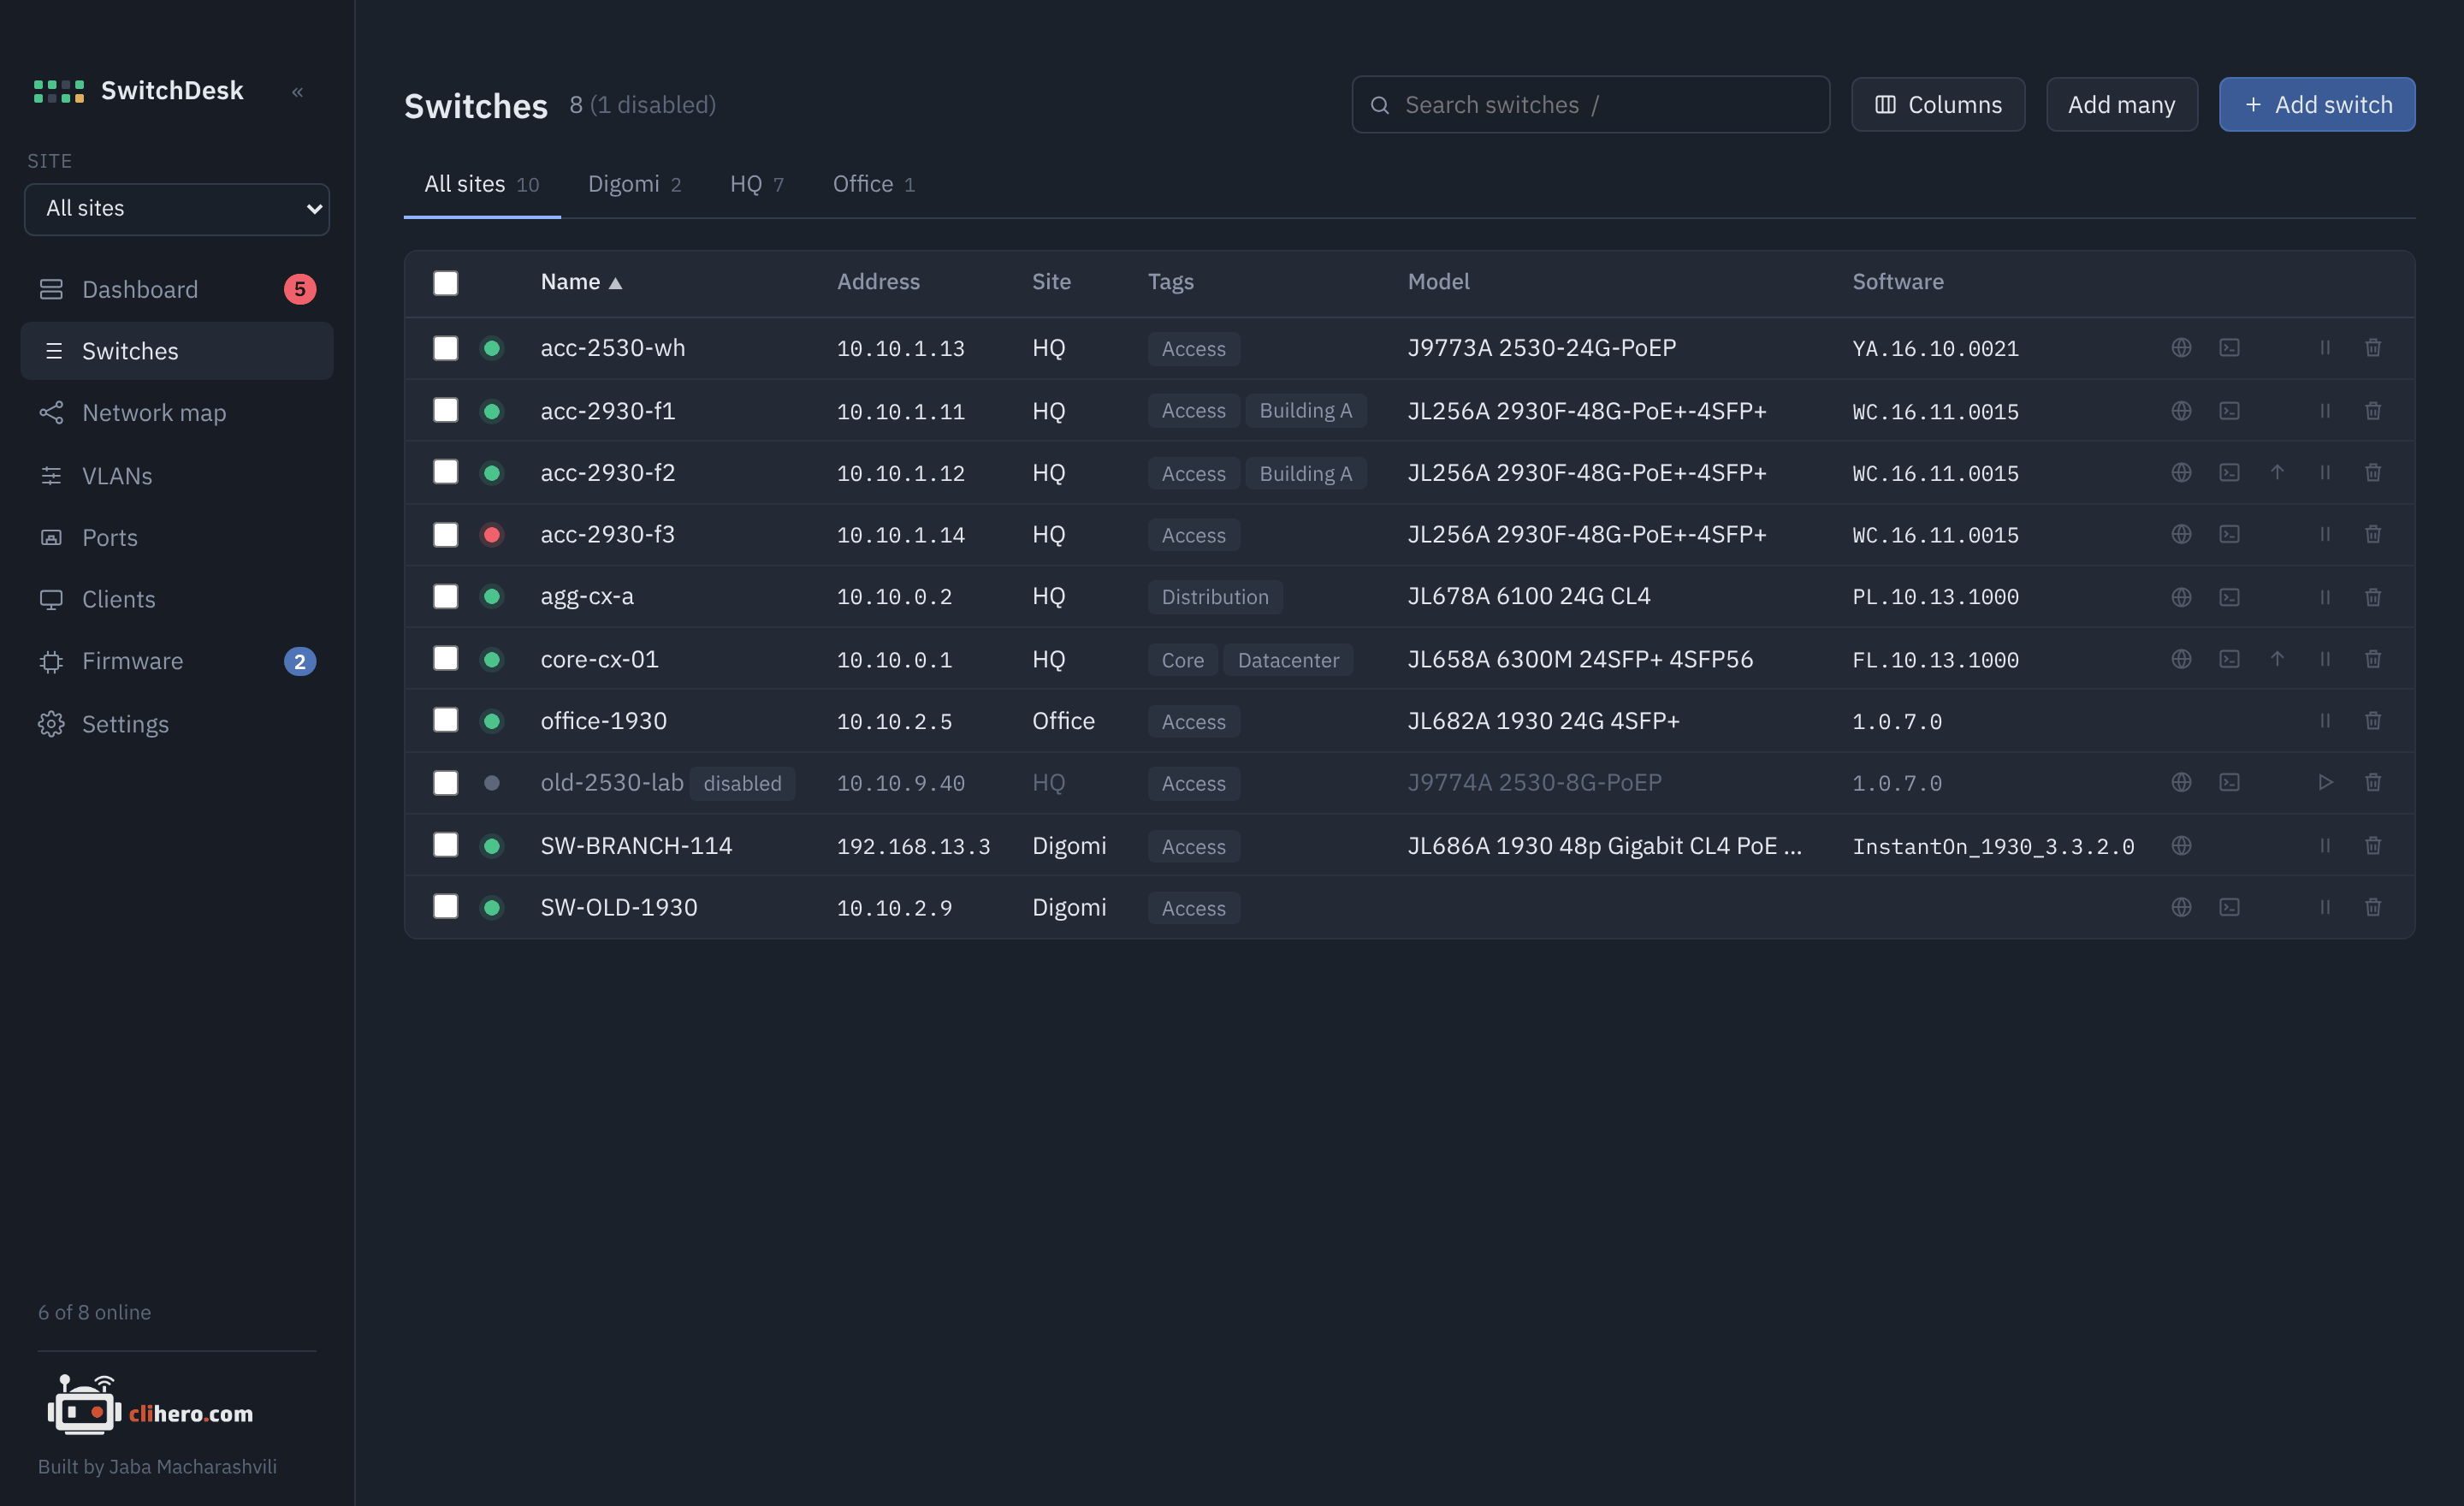 SwitchDesk «
SITE
All sites
Dashboard 5
Switches
Network map
VLANs
Ports
Clients
Firmware 2
Settings
6 of 8 online
clihero.com
Built by Jaba Macharashvili
Switches 8 (1 disabled)
Search switches /
Columns
Add many
+ Add switch
All sites 10 Digomi 2 HQ 7 Office 1
Name ▲ Address Site Tags Model Software
acc-2530-wh 10.10.1.13 HQ Access J9773A 2530-24G-PoEP YA.16.10.0021
acc-2930-f1 10.10.1.11 HQ Access Building A JL256A 2930F-48G-PoE+-4SFP+ WC.16.11.0015
acc-2930-f2 10.10.1.12 HQ Access Building A JL256A 2930F-48G-PoE+-4SFP+ WC.16.11.0015
acc-2930-f3 10.10.1.14 HQ Access JL256A 2930F-48G-PoE+-4SFP+ WC.16.11.0015
agg-cx-a 10.10.0.2 HQ Distribution JL678A 6100 24G CL4 PL.10.13.1000
core-cx-01 10.10.0.1 HQ Core Datacenter JL658A 6300M 24SFP+ 4SFP56 FL.10.13.1000
office-1930 10.10.2.5 Office Access JL682A 1930 24G 4SFP+ 1.0.7.0
old-2530-lab disabled 10.10.9.40 HQ Access J9774A 2530-8G-PoEP 1.0.7.0
SW-BRANCH-114 192.168.13.3 Digomi Access JL686A 1930 48p Gigabit CL4 PoE ... InstantOn_1930_3.3.2.0
SW-OLD-1930 10.10.2.9 Digomi Access